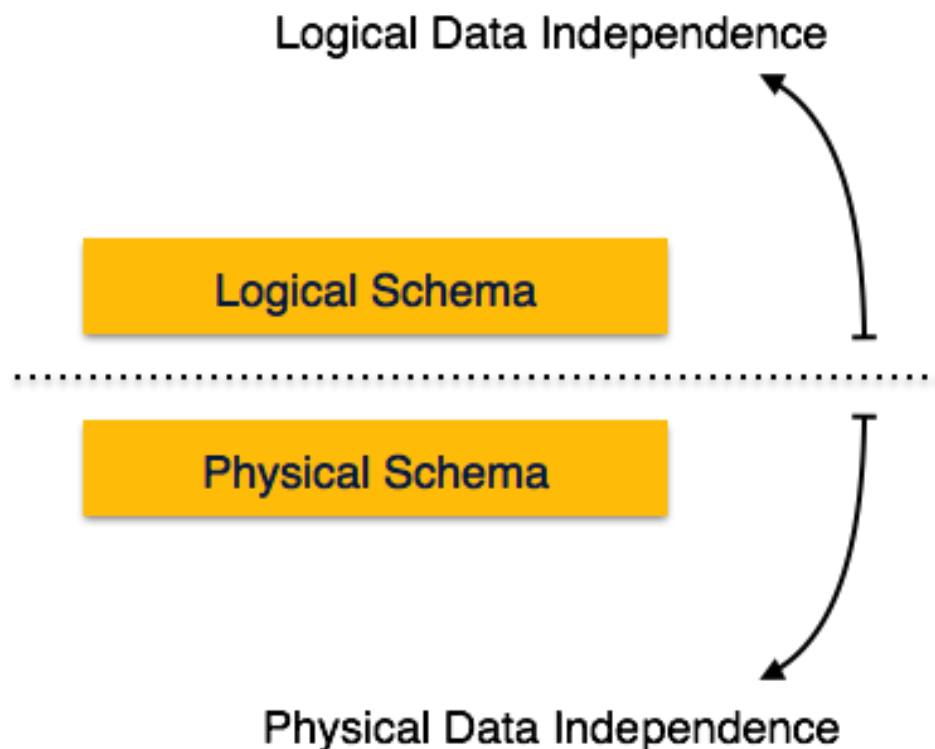 Logical Data Independence
Logical Schema
Physical Schema
Physical Data Independence